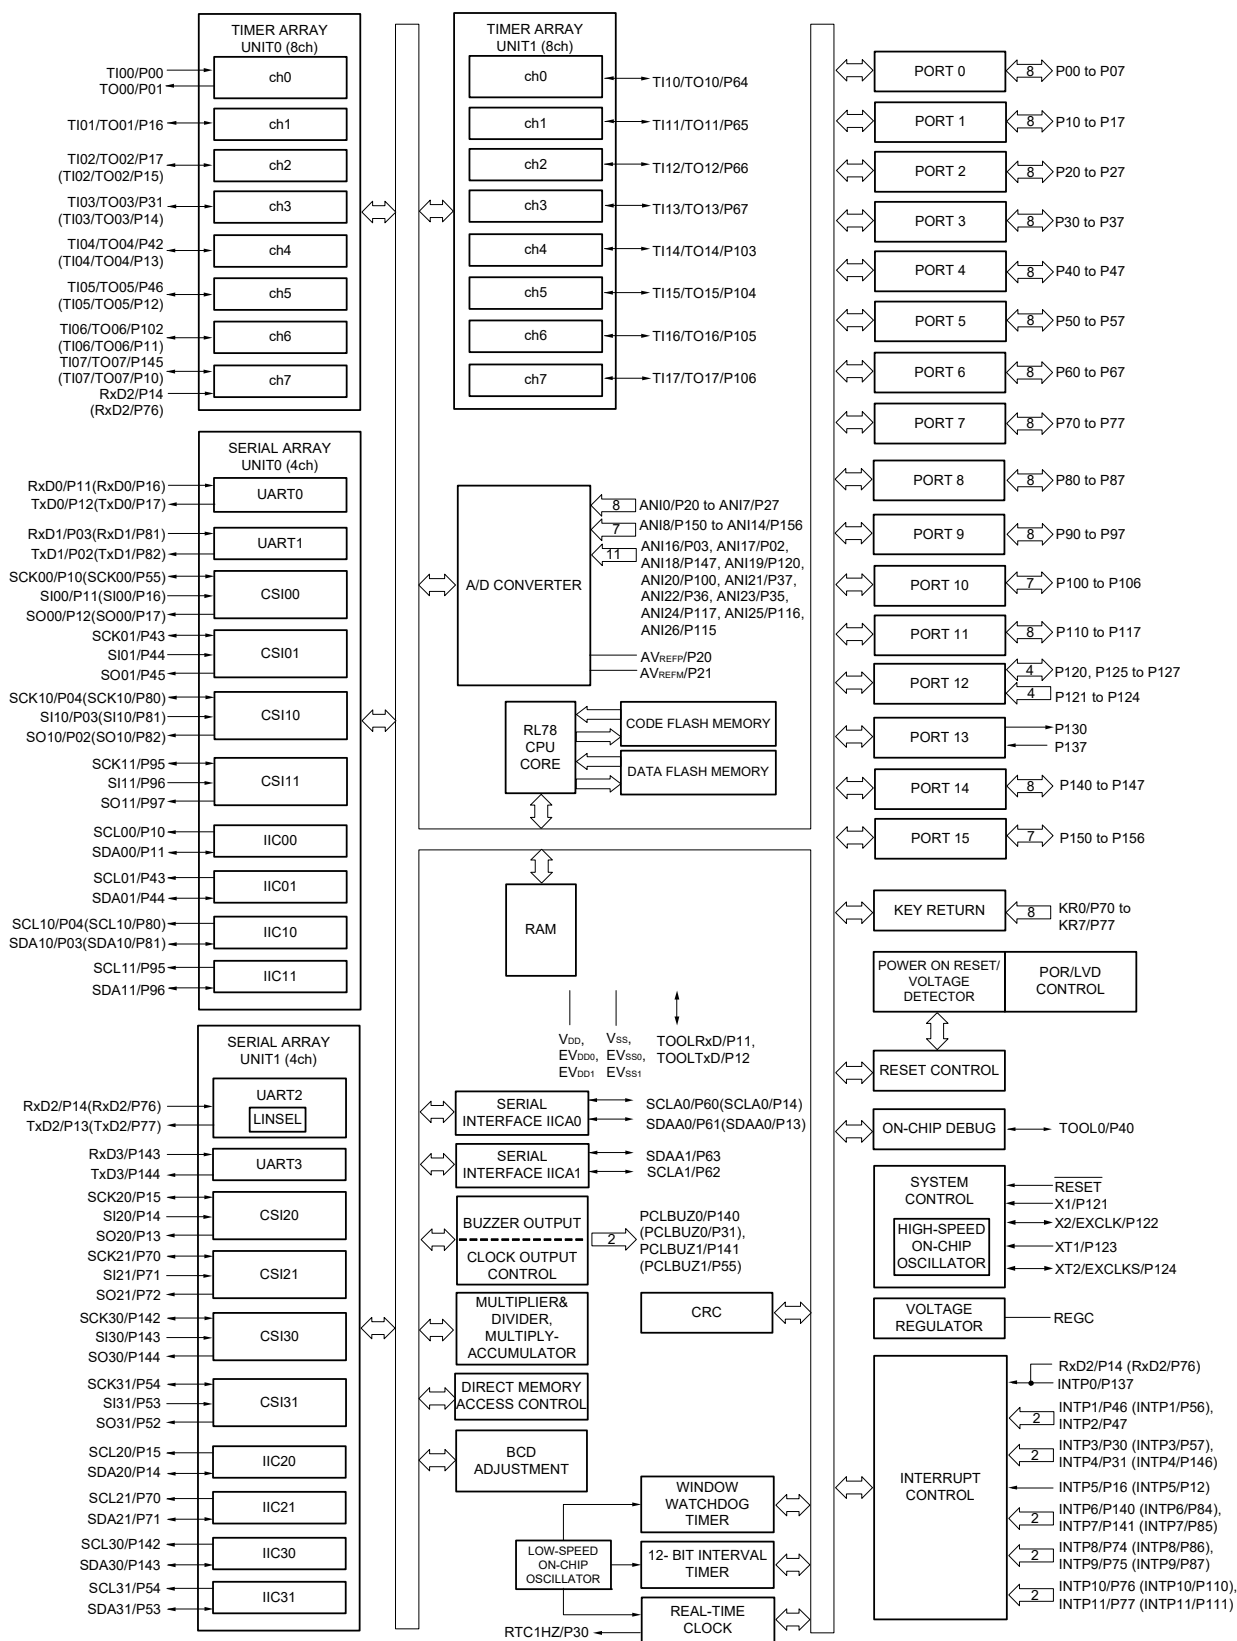 TIMER ARRAY
UNIT0 (8ch)
TI00/P00
TO00/P01
ch0
TI01/TO01/P16
ch1
TI02/TO02/P17
(TI02/TO02/P15)
ch2
TI03/TO03/P31
(TI03/TO03/P14)
ch3
TI04/TO04/P42
(TI04/TO04/P13)
ch4
TI05/TO05/P46
(TI05/TO05/P12)
ch5
TI06/TO06/P102
(TI06/TO06/P11)
ch6
TI07/TO07/P145
(TI07/TO07/P10)
ch7
RxD2/P14
(RxD2/P76)
SERIAL ARRAY
UNIT0 (4ch)
RxD0/P11(RxD0/P16)
TxD0/P12(TxD0/P17)
UART0
RxD1/P03(RxD1/P81)
TxD1/P02(TxD1/P82)
UART1
SCK00/P10(SCK00/P55)
SI00/P11(SI00/P16)
SO00/P12(SO00/P17)
CSI00
SCK01/P43
SI01/P44
SO01/P45
CSI01
SCK10/P04(SCK10/P80)
SI10/P03(SI10/P81)
SO10/P02(SO10/P82)
CSI10
SCK11/P95
SI11/P96
SO11/P97
CSI11
SCL00/P10
SDA00/P11
IIC00
SCL01/P43
SDA01/P44
IIC01
SCL10/P04(SCL10/P80)
SDA10/P03(SDA10/P81)
IIC10
SCL11/P95
SDA11/P96
IIC11
SERIAL ARRAY
UNIT1 (4ch)
RxD2/P14(RxD2/P76)
TxD2/P13(TxD2/P77)
UART2
LINSEL
RxD3/P143
TxD3/P144
UART3
SCK20/P15
SI20/P14
SO20/P13
CSI20
SCK21/P70
SI21/P71
SO21/P72
CSI21
SCK30/P142
SI30/P143
SO30/P144
CSI30
SCK31/P54
SI31/P53
SO31/P52
CSI31
SCL20/P15
SDA20/P14
IIC20
SCL21/P70
SDA21/P71
IIC21
SCL30/P142
SDA30/P143
IIC30
SCL31/P54
SDA31/P53
IIC31
TIMER ARRAY
UNIT1 (8ch)
ch0
TI10/TO10/P64
ch1
TI11/TO11/P65
ch2
TI12/TO12/P66
ch3
TI13/TO13/P67
ch4
TI14/TO14/P103
ch5
TI15/TO15/P104
ch6
TI16/TO16/P105
ch7
TI17/TO17/P106
A/D CONVERTER
8 ANI0/P20 to ANI7/P27
7 ANI8/P150 to ANI14/P156
11 ANI16/P03, ANI17/P02,
ANI18/P147, ANI19/P120,
ANI20/P100, ANI21/P37,
ANI22/P36, ANI23/P35,
ANI24/P117, ANI25/P116,
ANI26/P115
AVREFP/P20
AVREFM/P21
RL78
CPU
CORE
CODE FLASH MEMORY
DATA FLASH MEMORY
RAM
VDD,
EVDD0,
EVDD1
VSS,
EVSS0,
EVSS1
TOOLRxD/P11,
TOOLTxD/P12
SERIAL
INTERFACE IICA0
SCLA0/P60(SCLA0/P14)
SDAA0/P61(SDAA0/P13)
SERIAL
INTERFACE IICA1
SDAA1/P63
SCLA1/P62
BUZZER OUTPUT
CLOCK OUTPUT
CONTROL
2
PCLBUZ0/P140
(PCLBUZ0/P31),
PCLBUZ1/P141
(PCLBUZ1/P55)
MULTIPLIER&
DIVIDER,
MULTIPLY-
ACCUMULATOR
CRC
DIRECT MEMORY
ACCESS CONTROL
BCD
ADJUSTMENT
WINDOW
WATCHDOG
TIMER
LOW-SPEED
ON-CHIP
OSCILLATOR
12- BIT INTERVAL
TIMER
REAL-TIME
CLOCK
RTC1HZ/P30
PORT 0
8 P00 to P07
PORT 1
8 P10 to P17
PORT 2
8 P20 to P27
PORT 3
8 P30 to P37
PORT 4
8 P40 to P47
PORT 5
8 P50 to P57
PORT 6
8 P60 to P67
PORT 7
8 P70 to P77
PORT 8
8 P80 to P87
PORT 9
8 P90 to P97
PORT 10
7 P100 to P106
PORT 11
8 P110 to P117
PORT 12
4 P120, P125 to P127
4 P121 to P124
PORT 13
P130
P137
PORT 14
8 P140 to P147
PORT 15
7 P150 to P156
KEY RETURN
8 KR0/P70 to
KR7/P77
POWER ON RESET/
VOLTAGE
DETECTOR
POR/LVD
CONTROL
RESET CONTROL
ON-CHIP DEBUG
TOOL0/P40
SYSTEM
CONTROL
HIGH-SPEED
ON-CHIP
OSCILLATOR
RESET
X1/P121
X2/EXCLK/P122
XT1/P123
XT2/EXCLKS/P124
VOLTAGE
REGULATOR
REGC
INTERRUPT
CONTROL
RxD2/P14 (RxD2/P76)
INTP0/P137
2 INTP1/P46 (INTP1/P56),
INTP2/P47
2 INTP3/P30 (INTP3/P57),
INTP4/P31 (INTP4/P146)
INTP5/P16 (INTP5/P12)
2 INTP6/P140 (INTP6/P84),
INTP7/P141 (INTP7/P85)
2 INTP8/P74 (INTP8/P86),
INTP9/P75 (INTP9/P87)
2 INTP10/P76 (INTP10/P110),
INTP11/P77 (INTP11/P111)